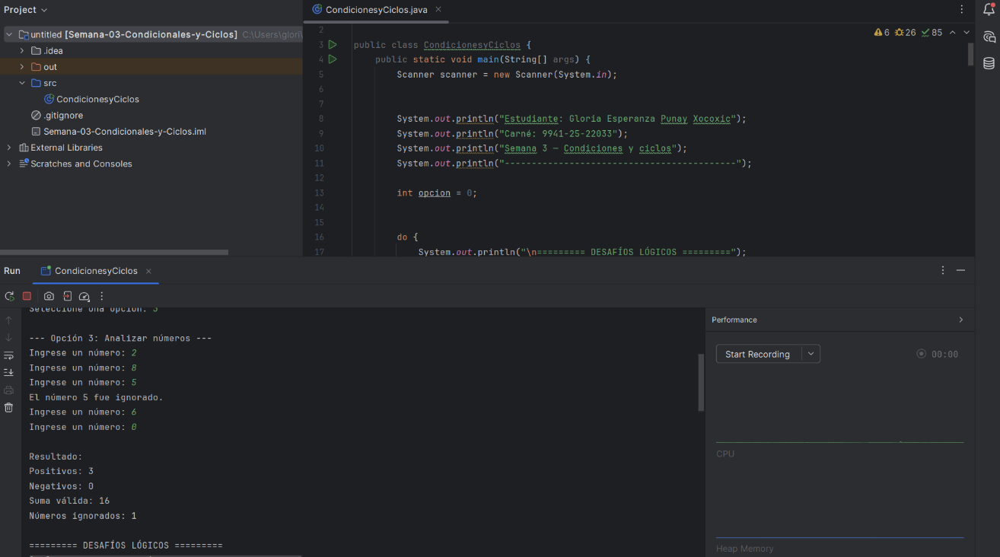 Project
CondicionesyCiclos.java
untitled [Semana-03-Condicionales-y-Ciclos] C:\Users\glori\
.idea
out
src
CondicionesyCiclos
.gitignore
Semana-03-Condicionales-y-Ciclos.iml
External Libraries
Scratches and Consoles
6 26 85
2
3 public class CondicionesyCiclos {
4 public static void main(String[] args) {
5 Scanner scanner = new Scanner(System.in);
6
7
8 System.out.println("Estudiante: Gloria Esperanza Punay Xocoxic");
9 System.out.println("Carné: 9941-25-22033");
10 System.out.println("Semana 3 — Condiciones y ciclos");
11 System.out.println("-------------------------------------------");
12
13 int opcion = 0;
14
15
16 do {
17 System.out.println("\n========= DESAFÍOS LÓGICOS =========");
Run
CondicionesyCiclos
Seleccione una opción: 3
--- Opción 3: Analizar números ---
Ingrese un número: 2
Ingrese un número: 8
Ingrese un número: 5
El número 5 fue ignorado.
Ingrese un número: 6
Ingrese un número: 0
Resultado:
Positivos: 3
Negativos: 0
Suma válida: 16
Números ignorados: 1
========= DESAFÍOS LÓGICOS =========
Performance
Start Recording
00:00
CPU
Heap Memory